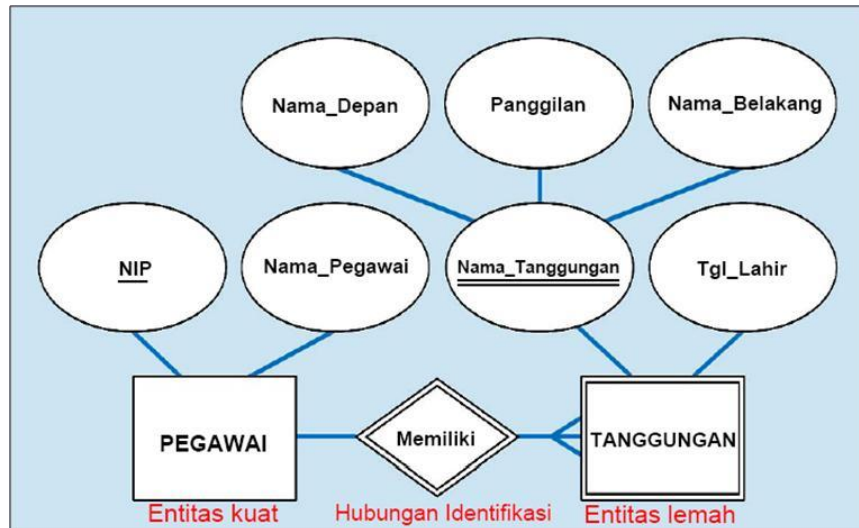 Nama_Depan
Panggilan
Nama_Belakang
NIP
Nama_Pegawai
Nama_Tanggungan
Tgl_Lahir
PEGAWAI
Memiliki
TANGGUNGAN
Entitas kuat
Hubungan Identifikasi
Entitas lemah